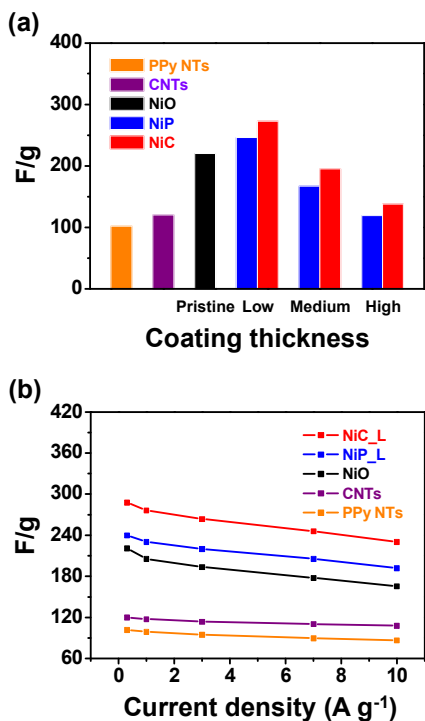 (a)
400
300
200
100
0
F/g
PPy NTs
CNTs
NiO
NiP
NiC
Pristine Low Medium High
Coating thickness
(b)
420
360
300
240
180
120
60
F/g
NiC_L
NiP_L
NiO
CNTs
PPy NTs
0 2 4 6 8 10
Current density (A g⁻¹)